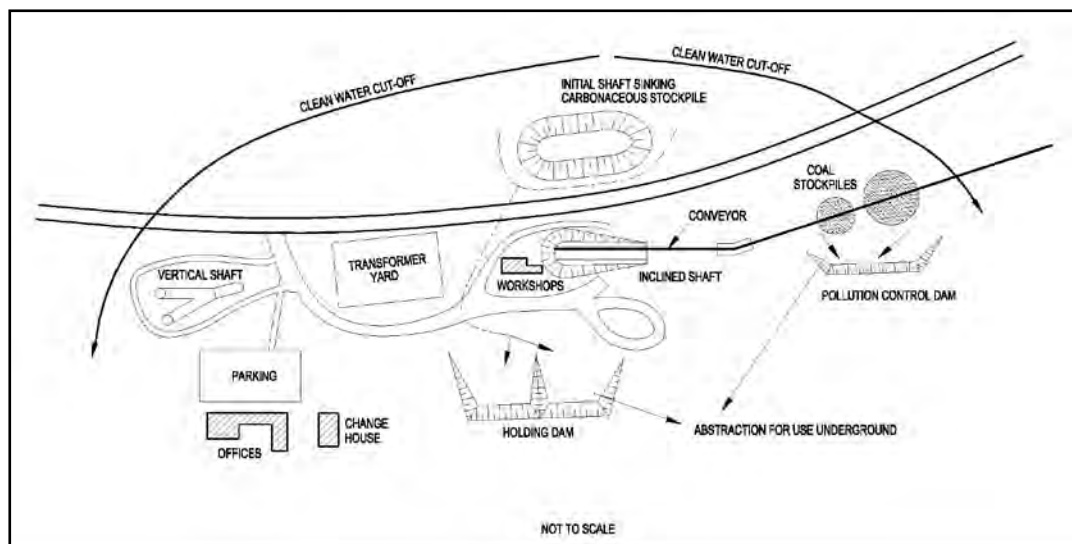 CLEAN WATER CUT-OFF
CLEAN WATER CUT-OFF
INITIAL SHAFT SINKING
CARBONACEOUS STOCKPILE
COAL
STOCKPILES
CONVEYOR
VERTICAL SHAFT
TRANSFORMER
YARD
WORKSHOPS
INCLINED SHAFT
POLLUTION CONTROL DAM
PARKING
CHANGE
HOUSE
OFFICES
HOLDING DAM
ABSTRACTION FOR USE UNDERGROUND
NOT TO SCALE